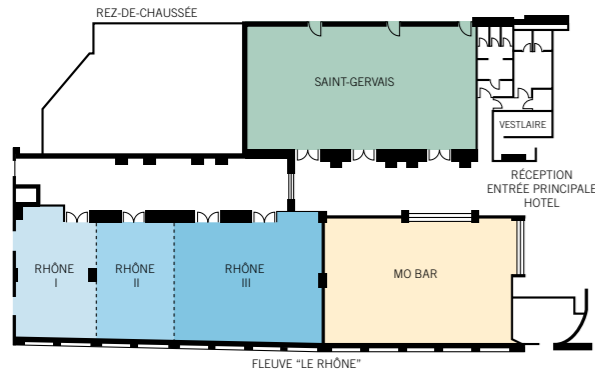 REZ-DE-CHAUSSÉE
SAINT-GERVAIS
VESTLAIRE
RÉCEPTION
ENTRÉE PRINCIPALE
HOTEL
RHÔNE
I
RHÔNE
II
RHÔNE
III
MO BAR
FLEUVE “LE RHÔNE”